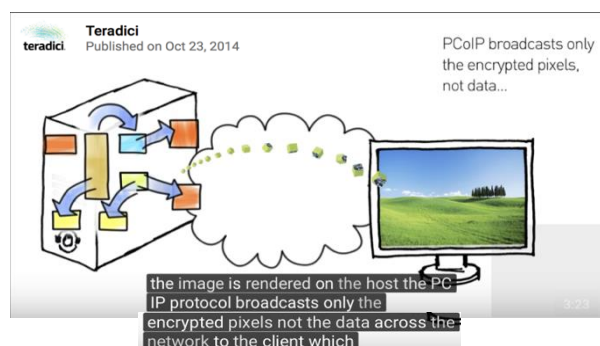 teradici.
Teradici
Published on Oct 23, 2014
PCoIP broadcasts only
the encrypted pixels,
not data...
the image is rendered on the host the PC
IP protocol broadcasts only the
encrypted pixels not the data across the
network to the client which
3:23